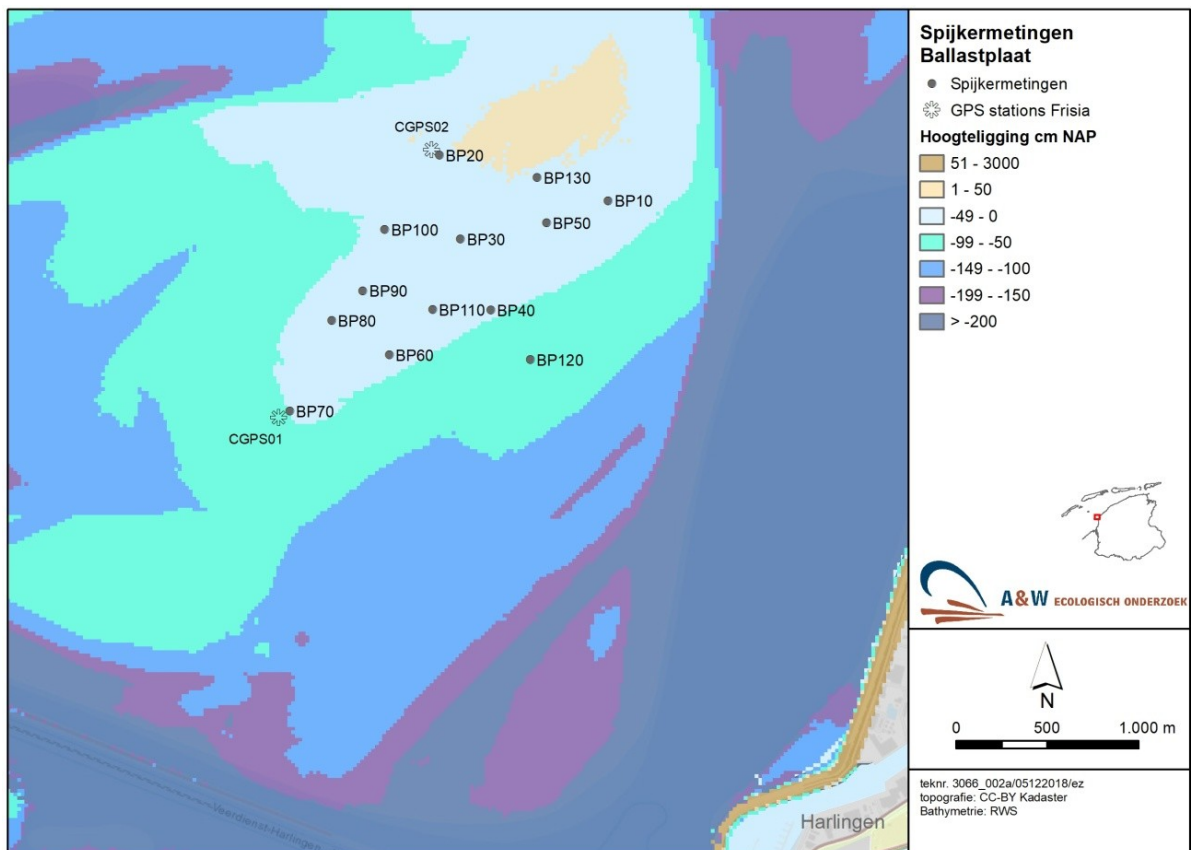 Spijkermetingen
Ballastplaat
Spijkermetingen
GPS stations Frisia
Hoogteligging cm NAP
51 - 3000
1 - 50
-49 - 0
-99 - -50
-149 - -100
-199 - -150
> -200
CGPS02
BP20
BP130
BP10
BP50
BP100
BP30
BP90
BP110
BP40
BP80
BP60
BP120
BP70
CGPS01
Veerdienst-Harlingen
Harlingen
A&W ECOLOGISCH ONDERZOEK
N
0 500 1.000 m
teknr. 3066_002a/05122018/ez
topografie: CC-BY Kadaster
Bathymetrie: RWS